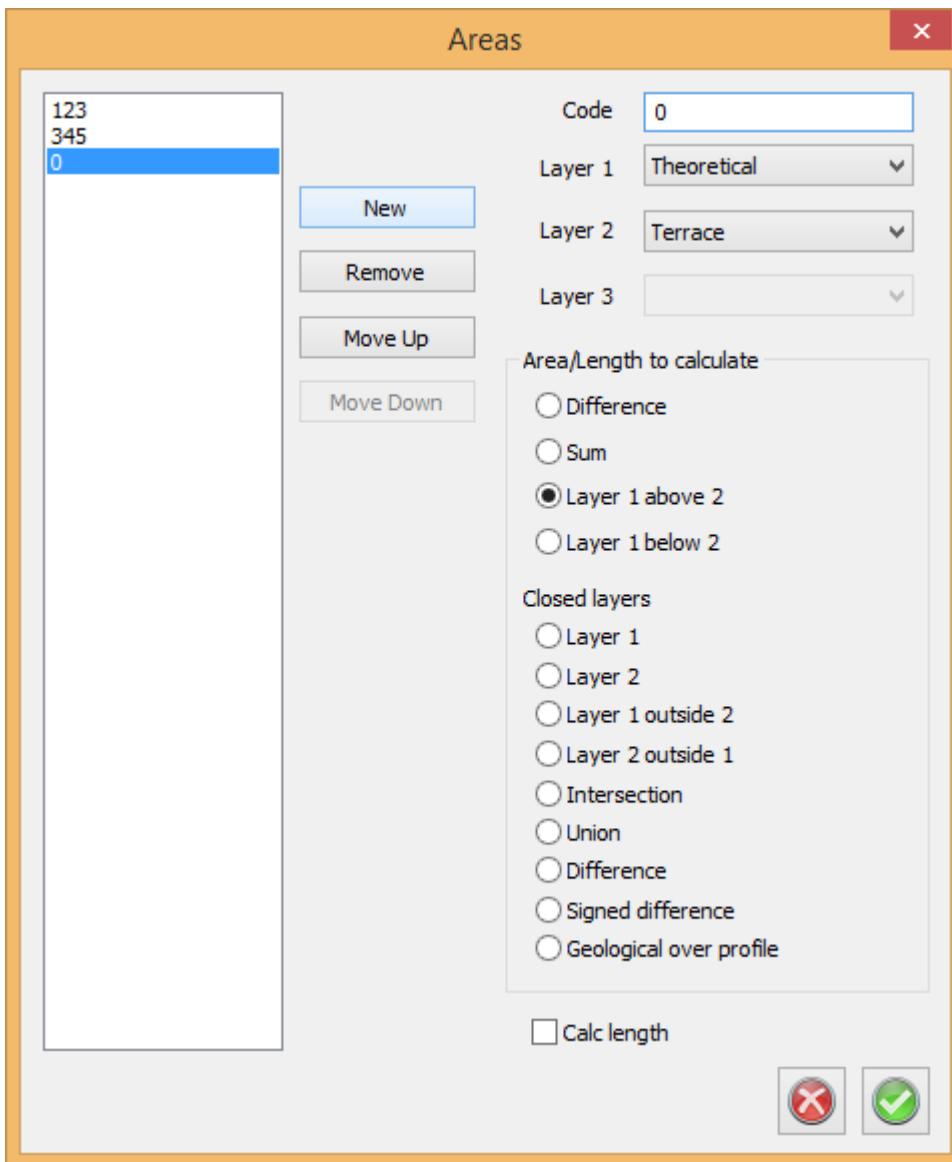 Areas
123
345
0
New
Remove
Move Up
Move Down
Code 0
Layer 1 Theoretical
Layer 2 Terrace
Layer 3
Area/Length to calculate
Difference
Sum
Layer 1 above 2
Layer 1 below 2
Closed layers
Layer 1
Layer 2
Layer 1 outside 2
Layer 2 outside 1
Intersection
Union
Difference
Signed difference
Geological over profile
Calc length